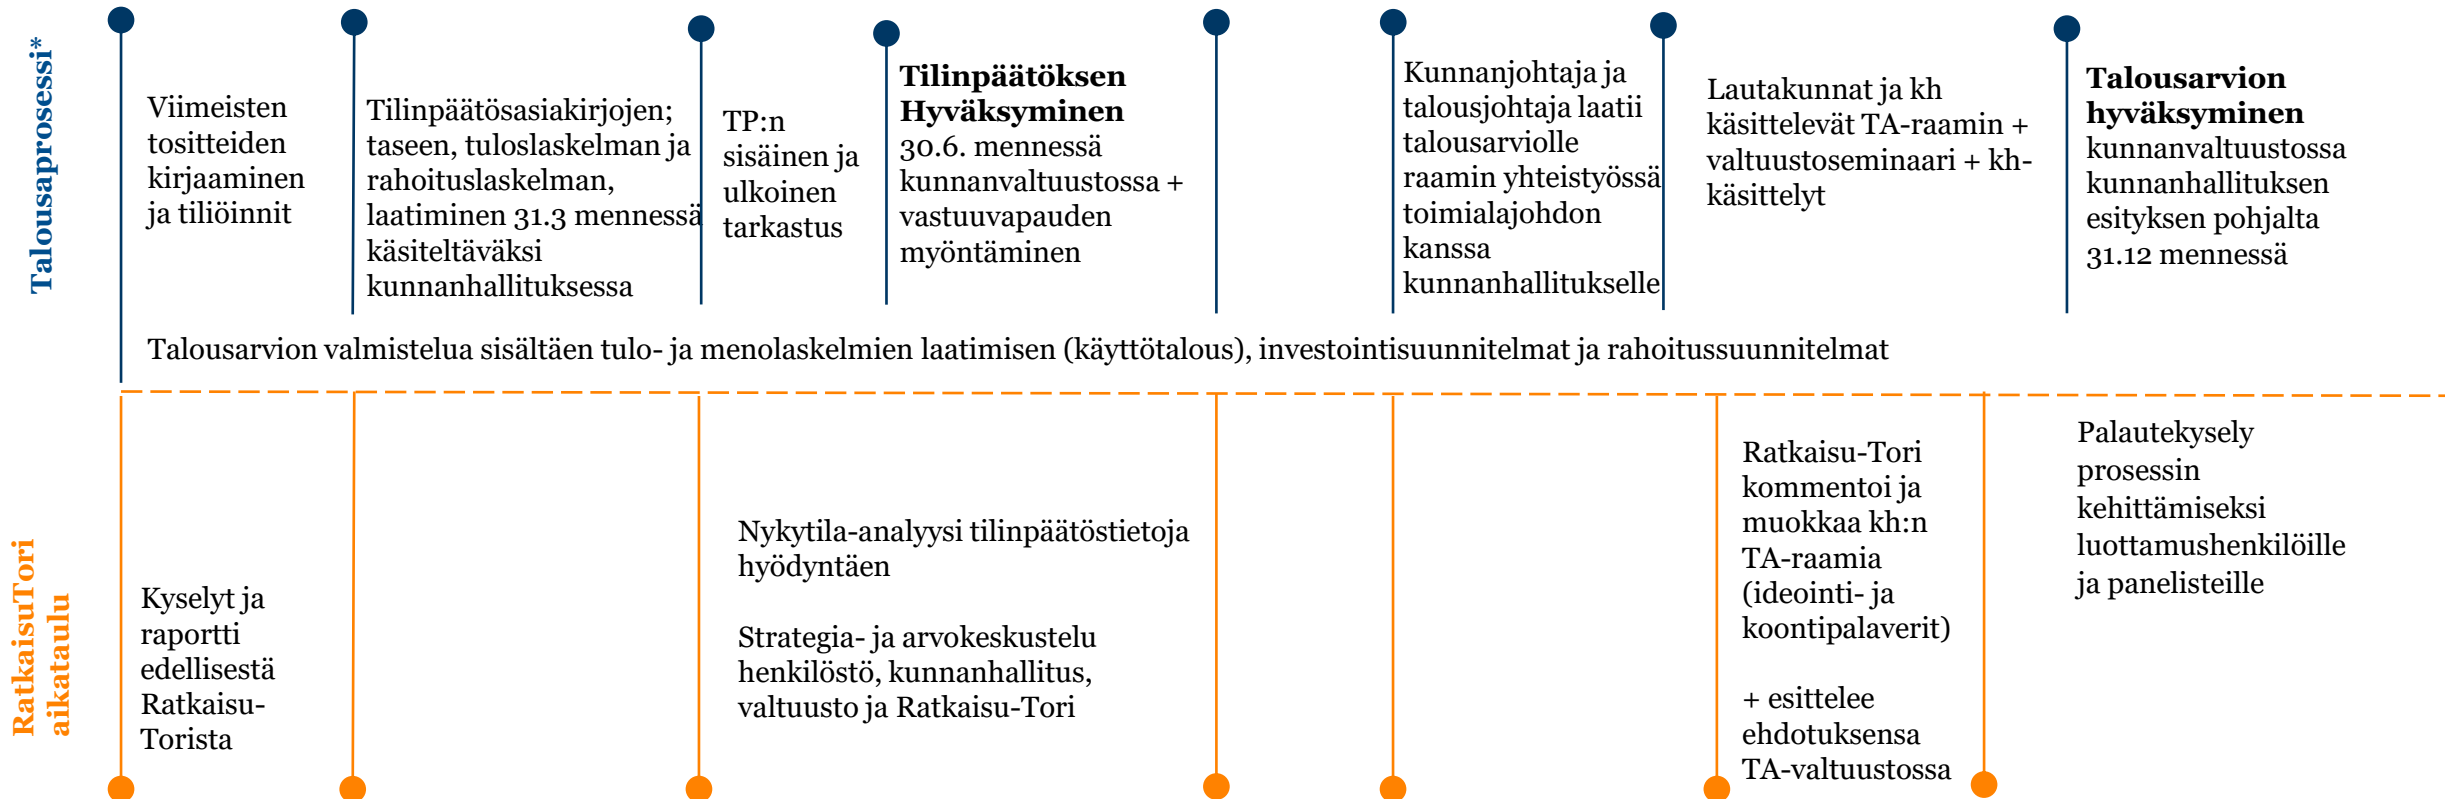 Talousaprosessi*
Viimeisten
tositteiden
kirjaaminen
ja tiliöinnit
Tilinpäätösasiakirjojen;
taseen, tuloslaskelman ja
rahoituslaskelman,
laatiminen 31.3 mennessä
käsiteltäväksi
kunnanhallituksessa
TP:n
sisäinen ja
ulkoinen
tarkastus
Tilinpäätöksen
Hyväksyminen
30.6. mennessä
kunnanvaltuustossa +
vastuuvapauden
myöntäminen
Kunnanjohtaja ja
talousjohtaja laatii
talousarviolle
raamin yhteistyössä
toimialajohdon
kanssa
kunnanhallitukselle
Lautakunnat ja kh
käsittelevät TA-raamin +
valtuustoseminaari + kh-
käsittelyt
Talousarvion
hyväksyminen
kunnanvaltuustossa
kunnanhallituksen
esityksen pohjalta
31.12 mennessä
Talousarvion valmistelua sisältäen tulo- ja menolaskelmien laatimisen (käyttötalous), investointisuunnitelmat ja rahoitussuunnitelmat
RatkaisuTori
aikataulu
Kyselyt ja
raportti
edellisestä
Ratkaisu-
Torista
Nykytila-analyysi tilinpäätöstietoja
hyödyntäen
Strategia- ja arvokeskustelu
henkilöstö, kunnanhallitus,
valtuusto ja Ratkaisu-Tori
Ratkaisu-Tori
kommentoi ja
muokkaa kh:n
TA-raamia
(ideointi- ja
koontipalaverit)
+ esittelee
ehdotuksensa
TA-valtuustossa
Palautekysely
prosessin
kehittämiseksi
luottamushenkilöille
ja panelisteille